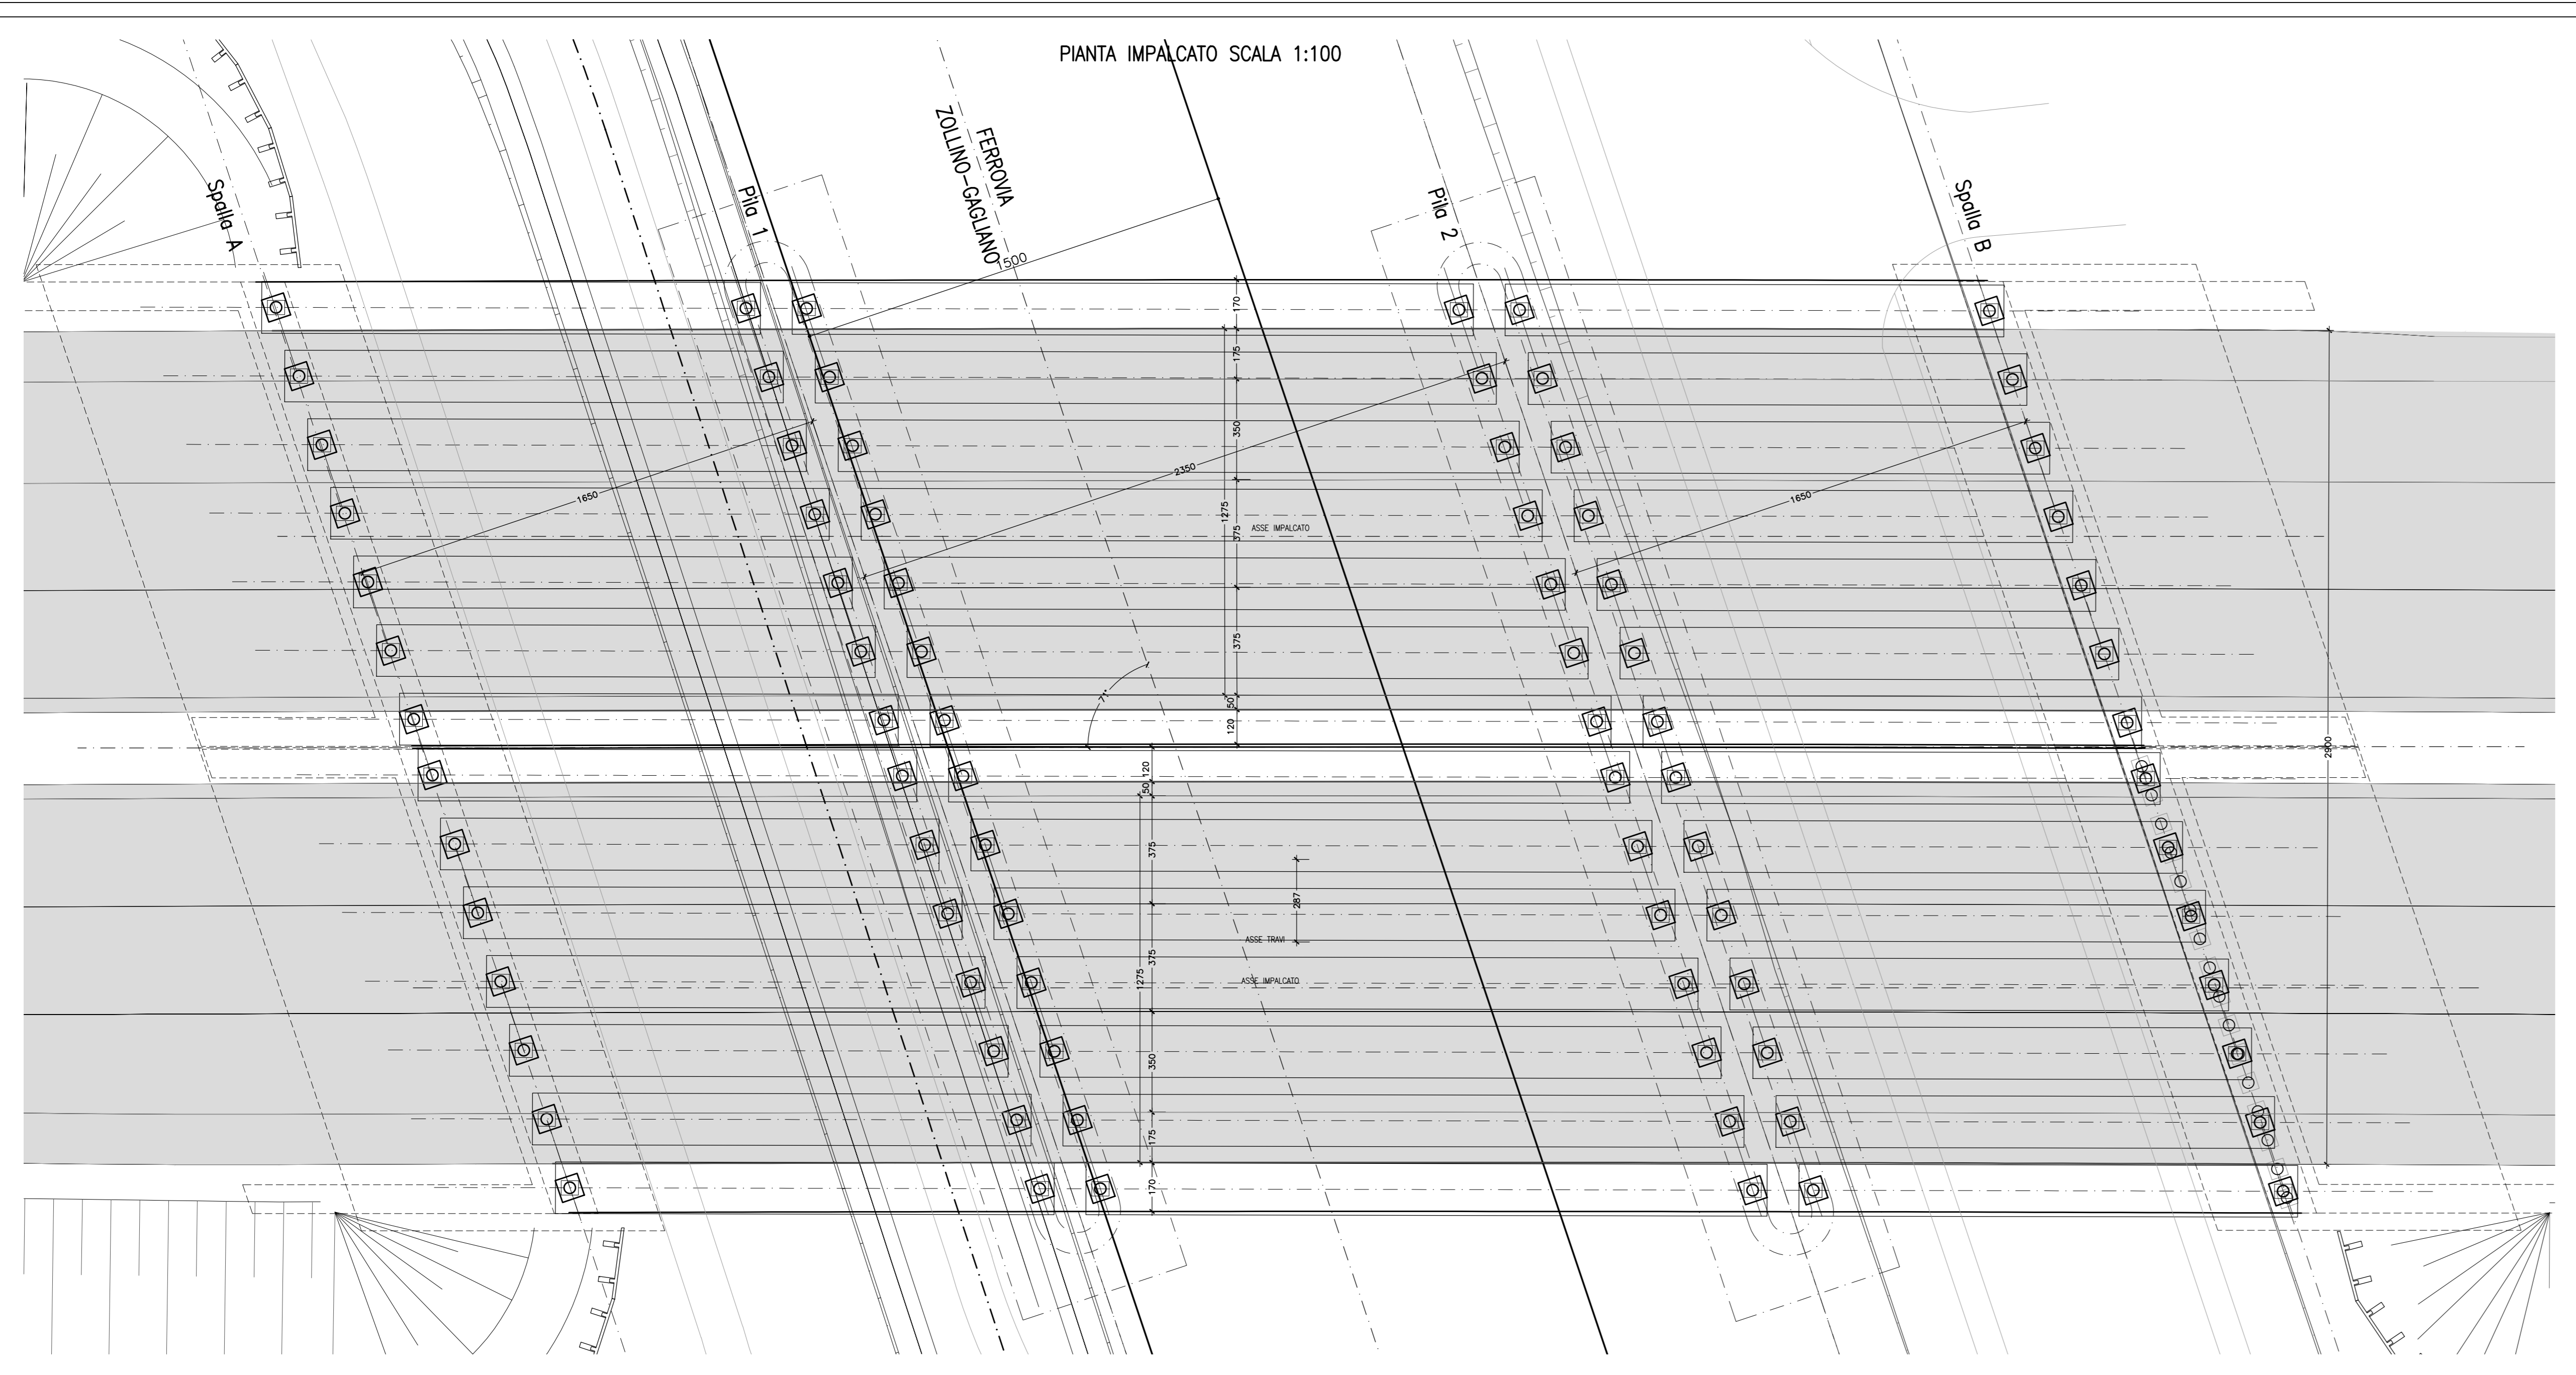 PIANTA IMPALCATO SCALA 1:100
Spalla A
Pila 1
FERROVIA
ZOLLINO-GAGLIANO
Pila 2
Spalla B
1500
170
175
350
375
375
50
120
1275
1650
2350
1650
ASSE IMPALCATO
71°
2900
120
50
375
375
350
175
170
1275
287
ASSE TRAVI
ASSE IMPALCATO